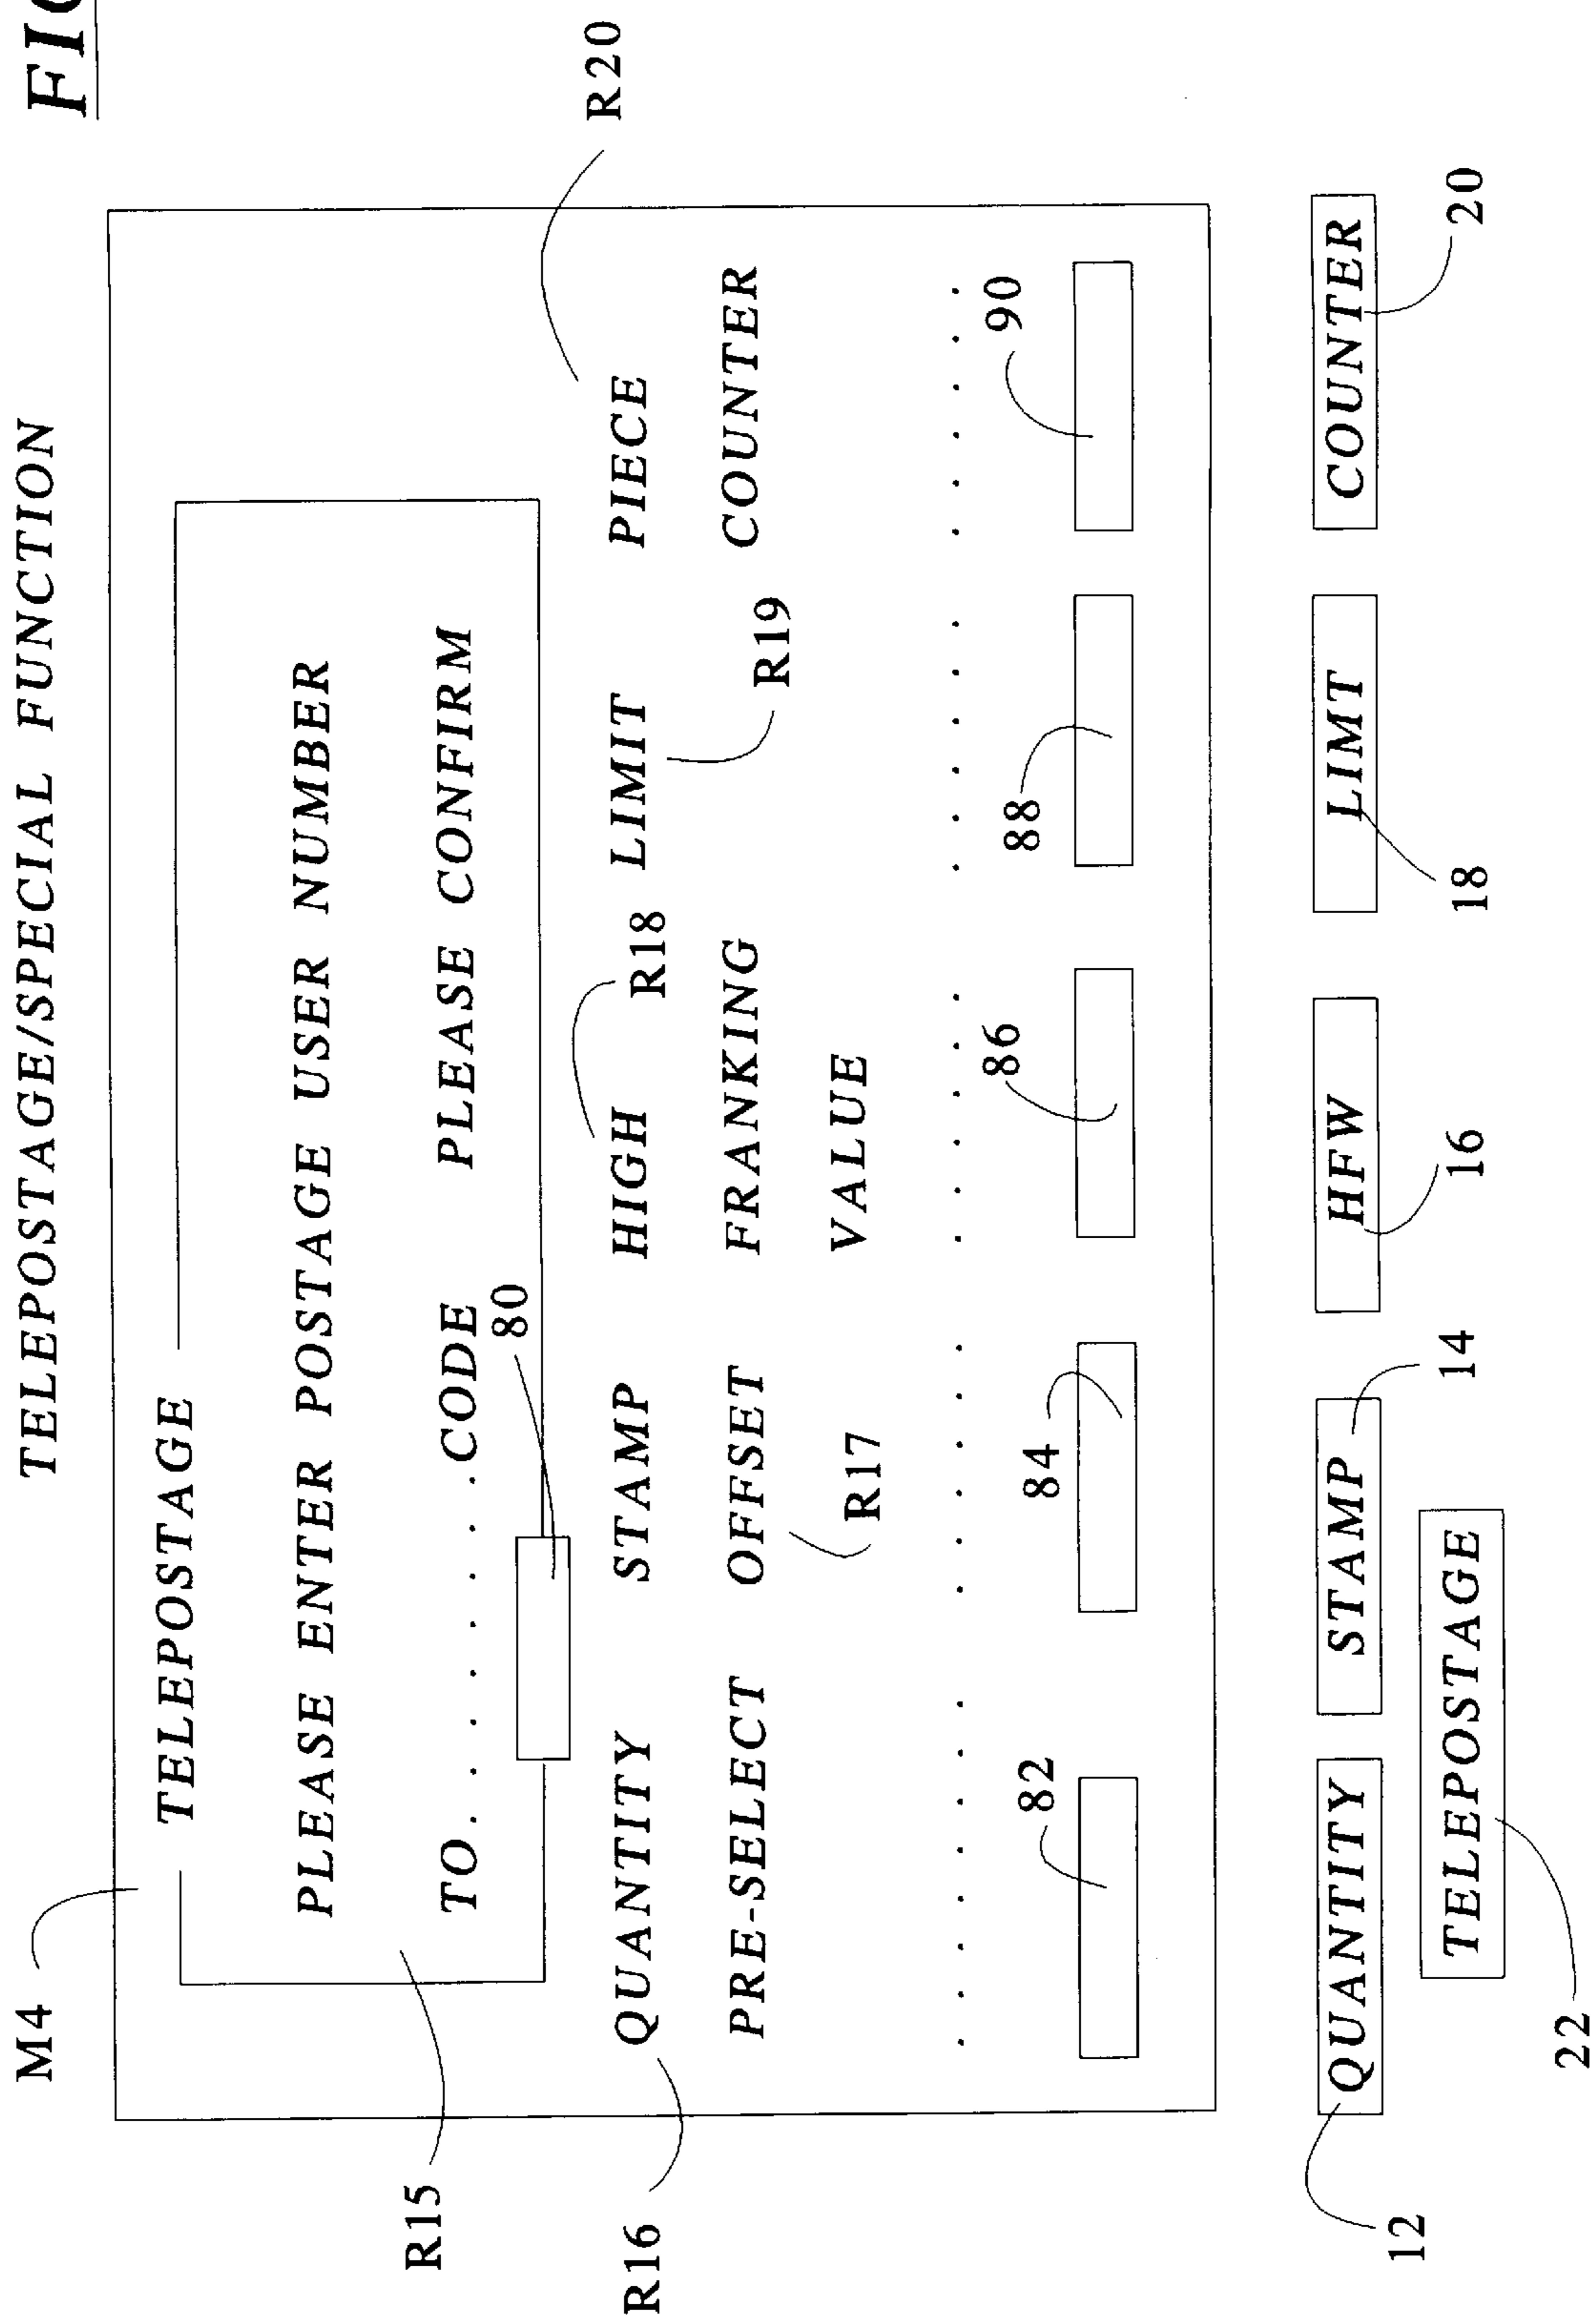 FIG
TELEPOSTAGE/SPECIAL FUNCTION
M4
TELEPOSTAGE
PLEASE ENTER POSTAGE USER NUMBER
TO.......CODE PLEASE CONFIRM
80
R15
R20
R18
QUANTITY STAMP HIGH LIMIT PIECE
R16
R19
PRE-SELECT OFFSET FRANKING COUNTER
R17
VALUE
82 84 86 88 90
QUANTITY STAMP HFW LIMT COUNTER
12 14 16 18 20
TELEPOSTAGE
22